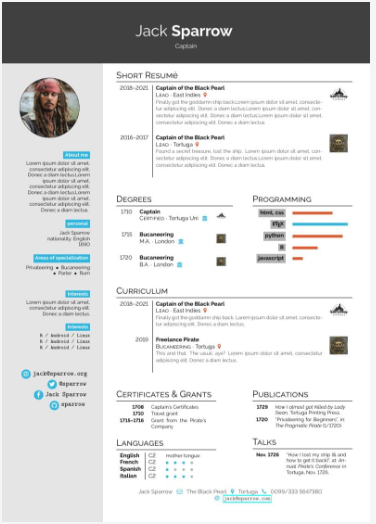 Jack Sparrow
Captain
About me
Lorem ipsum dolor sit amet,
consectetur adipiscing elit.
Donec a diam lectus.Lorem
ipsum dolor sit amet,
consectetur adipiscing elit.
Donec a diam lectus.Lorem
ipsum dolor sit amet,
consectetur adipiscing elit.
Donec a diam lectus.
personal
Jack Sparrow
nationality: English
1690
Areas of specialization
Privateering • Bucaneering
• Parler • Rum
Interests
Lorem ipsum dolor sit amet,
consectetur adipiscing elit.
Donec a diam lectus.
Interests
R / Android / Linux
R / Android / Linux
R / Android / Linux
jack@sparrow.org
@sparrow
Jack Sparrow
sparrow
Short Resumé
2018–2021 Captain of the Black Pearl
Lead · East Indies
Finally got the goddamn ship back.Lorem ipsum dolor sit amet, consectetur
adipiscing elit. Donec a diam lectus.Lorem ipsum dolor sit amet,
consectetur adipiscing elit. Donec a diam lectus.Lorem ipsum dolor sit
amet, consectetur adipiscing elit. Donec a diam lectus.
2016–2017 Captain of the Black Pearl
Lead · Tortuga
Found a secret treasure, lost the ship. Lorem ipsum dolor sit amet,
consectetur adipiscing elit. Donec a diam lectus.Lorem ipsum dolor sit
amet, consectetur adipiscing elit. Donec a diam lectus.
Degrees
1710 Captain
Certified · Tortuga Uni
1715 Bucaneering
M.A. · London
1720 Bucaneering
B.A. · London
Programming
html, css
LaTeX
python
R
javascript
Curriculum
2018–2021 Captain of the Black Pearl
Lead · East Indies
Finally got the goddamn ship back. Lorem ipsum dolor sit amet, consectetur
adipiscing elit. Donec a diam lectus.
2019 Freelance Pirate
Bucaneering · Tortuga
This and that. The usual, aye? Lorem ipsum dolor sit amet, consectetur
adipiscing elit. Donec a diam lectus.
Certificates & Grants
1708 Captain's Certificates
1710 Travel grant
1715–1716 Grant from the Pirate's
Company
Publications
1729 How I almost got Killed by Lady
Swan, Tortuga Printing Press.
1720 "Privateering for Beginners", in:
The Pragmatic Pirate (1/1720)
Languages
English C2 mother tongue
French C2
Spanish C2
Italian C2
Talks
Nov. 1726 "How I lost my ship (&
and how to get it back)", at: Annual
Pirate's Conference in
Tortuga, Nov. 1726.
Jack Sparrow The Black Pearl Tortuga 0099/333 5647380
jack@sparrow.com